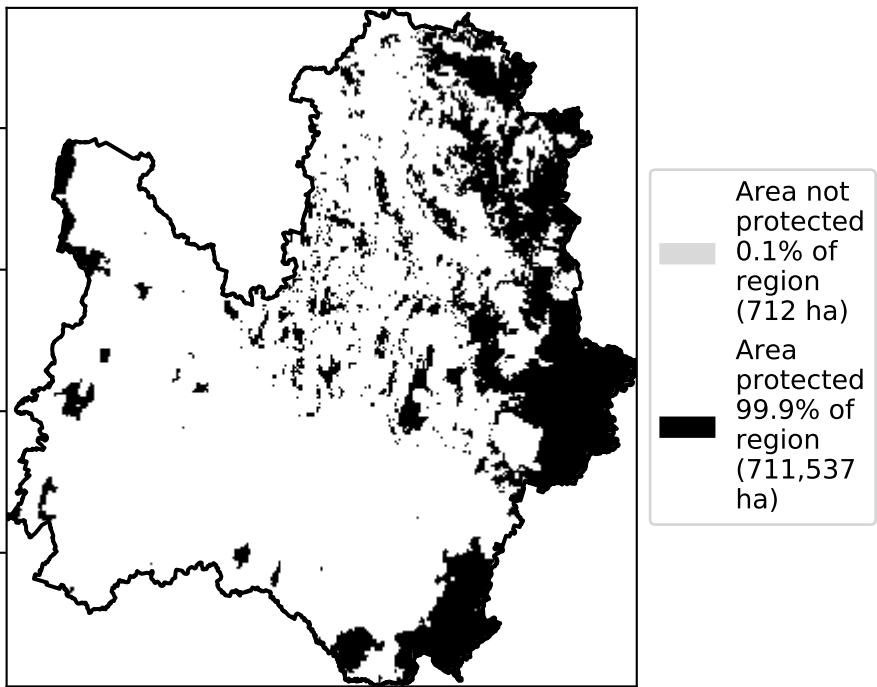 Area not
protected
0.1% of
region
(712 ha)
Area
protected
99.9% of
region
(711,537
ha)